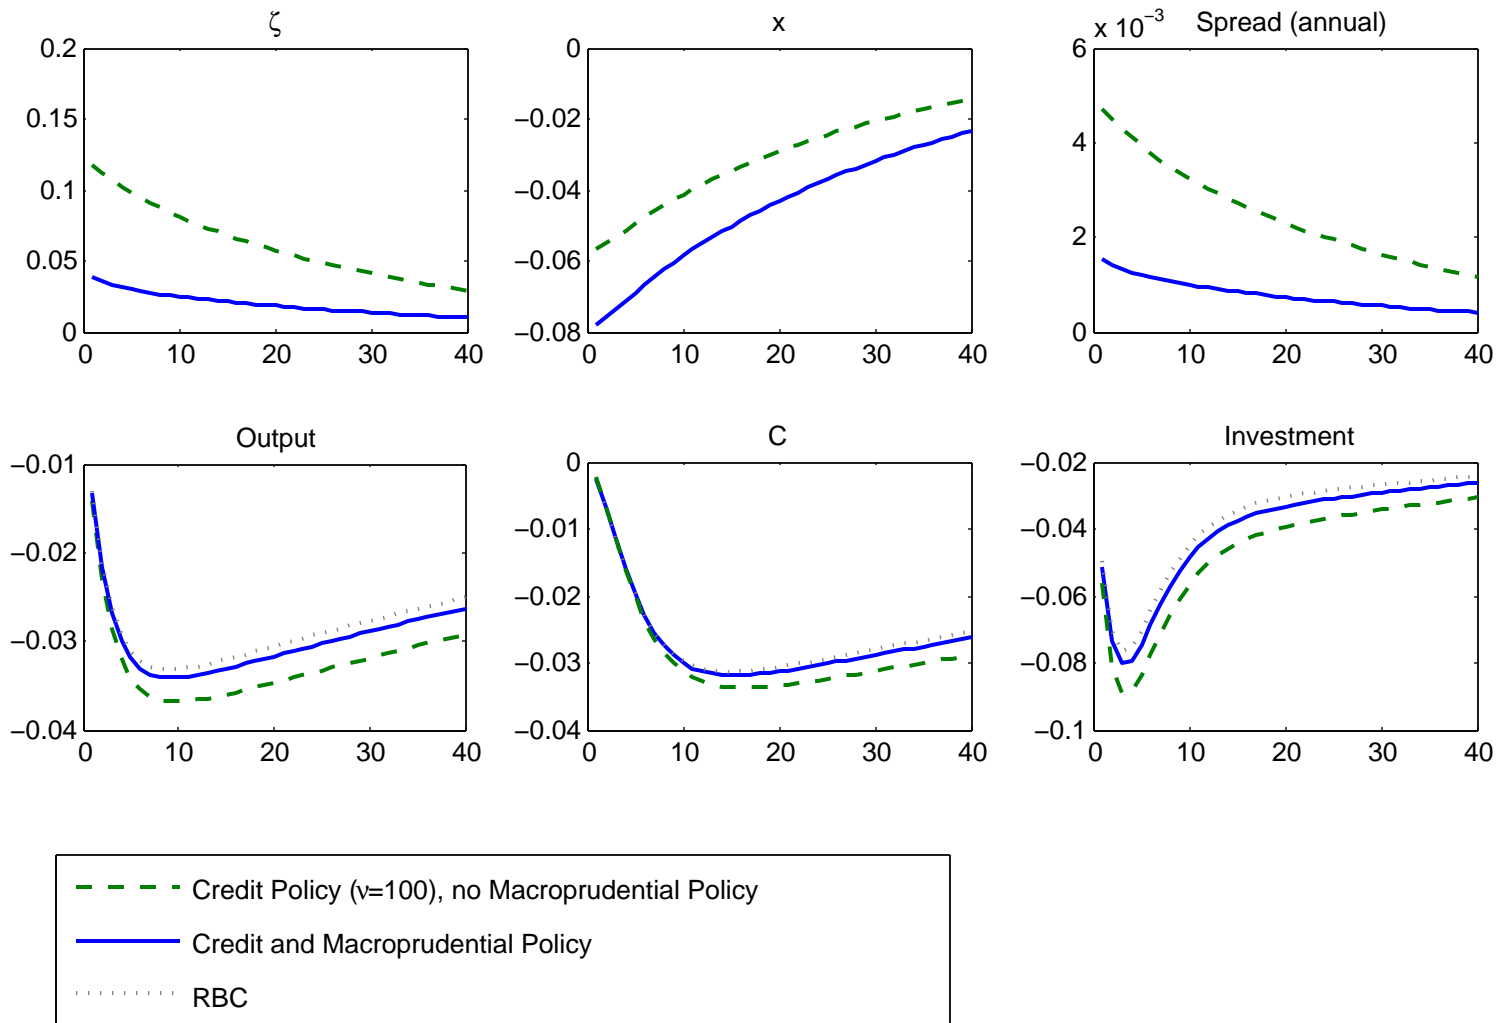 ζ
0.2
0.15
0.1
0.05
0
0 10 20 30 40
x
0
−0.02
−0.04
−0.06
−0.08
0 10 20 30 40
x 10⁻³ Spread (annual)
6
4
2
0
0 10 20 30 40
Output
−0.01
−0.02
−0.03
−0.04
0 10 20 30 40
C
0
−0.01
−0.02
−0.03
−0.04
0 10 20 30 40
Investment
−0.02
−0.04
−0.06
−0.08
−0.1
0 10 20 30 40
Credit Policy (ν=100), no Macroprudential Policy
Credit and Macroprudential Policy
RBC